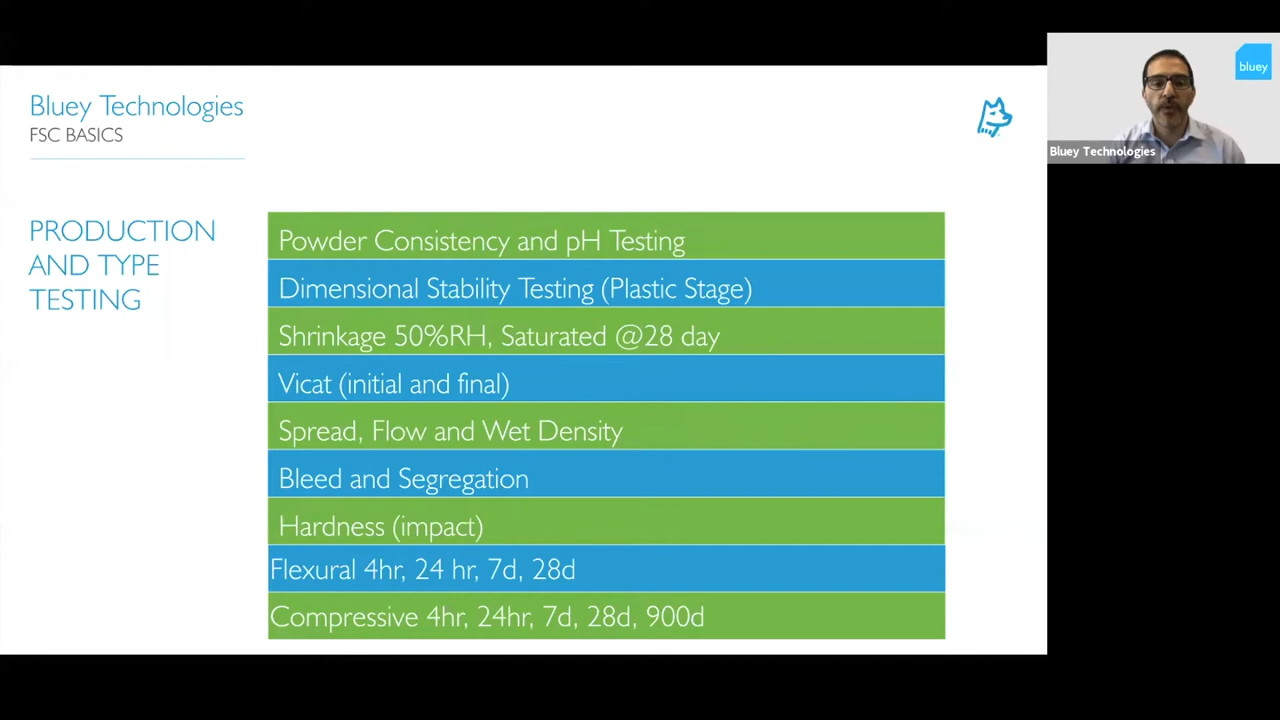 Bluey Technologies
FSC BASICS
PRODUCTION
AND TYPE
TESTING
Powder Consistency and pH Testing
Dimensional Stability Testing (Plastic Stage)
Shrinkage 50%RH, Saturated @28 day
Vicat (initial and final)
Spread, Flow and Wet Density
Bleed and Segregation
Hardness (impact)
Flexural 4hr, 24 hr, 7d, 28d
Compressive 4hr, 24hr, 7d, 28d, 900d
bluey
Bluey Technologies